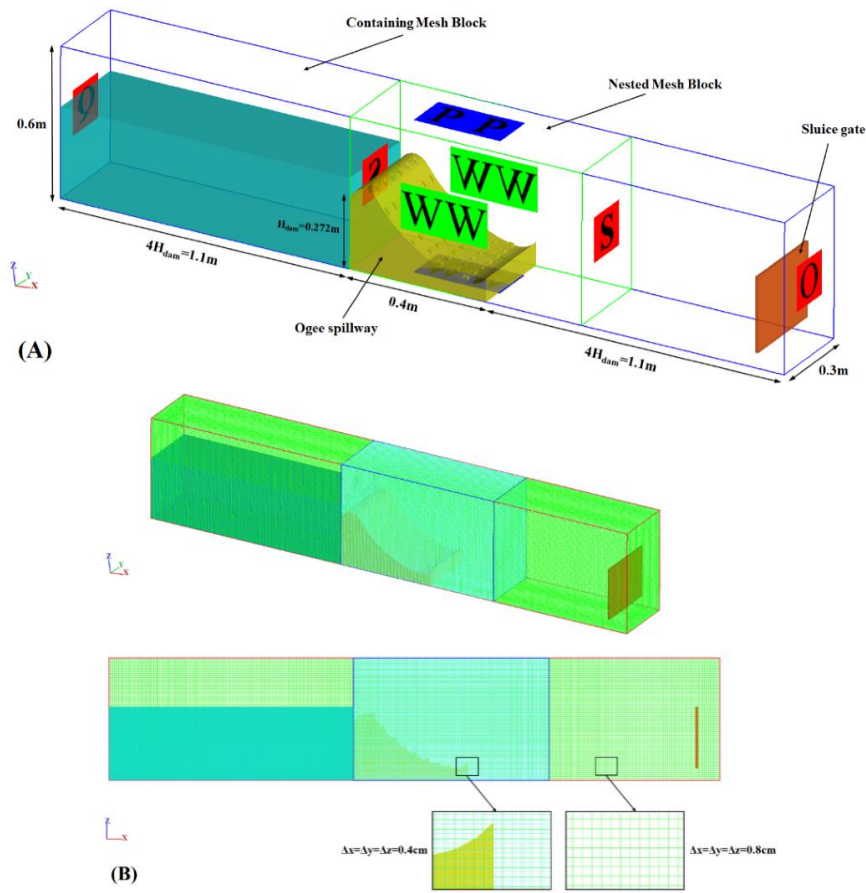 Containing Mesh Block
Nested Mesh Block
Sluice gate
0.6m
P P
W W
W W
S
O
H_dam=0.272m
4H_dam=1.1m
0.4m
Ogee spillway
4H_dam=1.1m
0.3m
Z
Y
X
(A)
Z
Y
X
Δx=Δy=Δz=0.4cm
Δx=Δy=Δz=0.8cm
Z
X
(B)